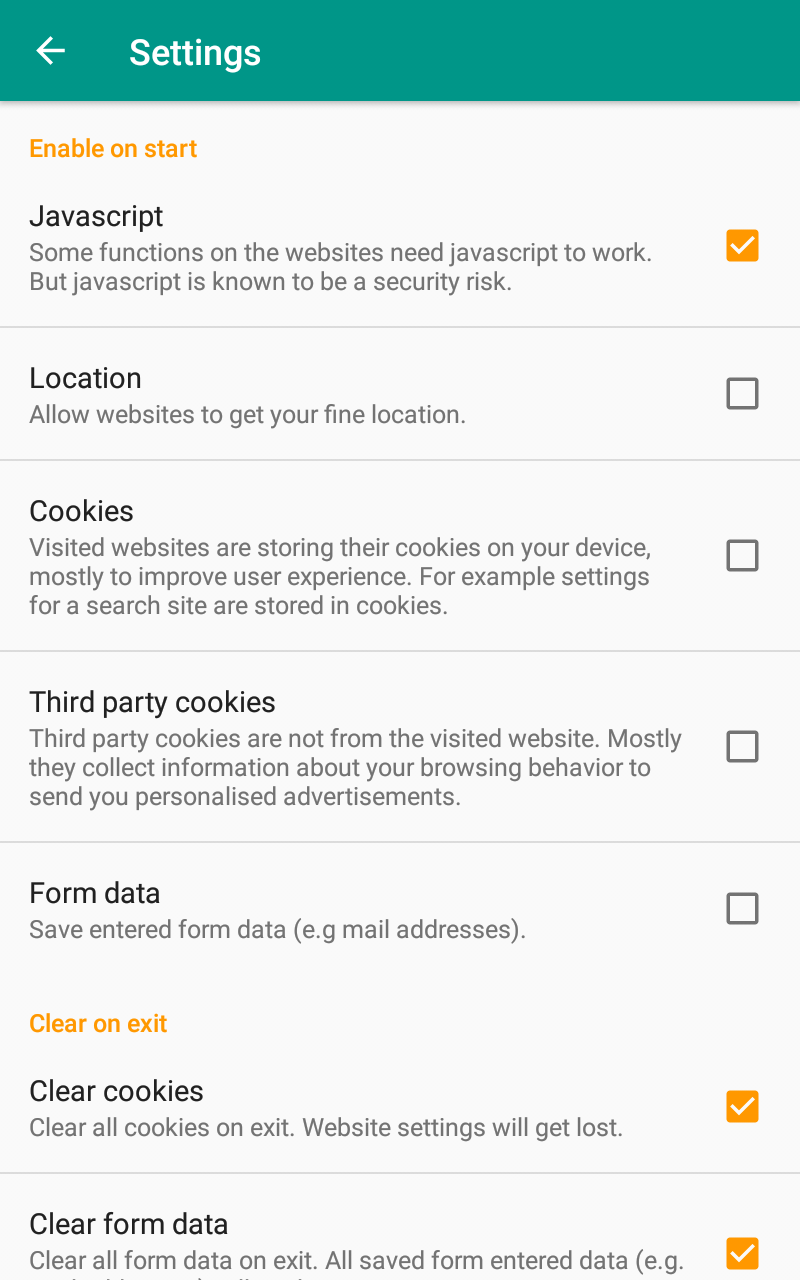 Settings
Enable on start
Javascript
Some functions on the websites need javascript to work.
But javascript is known to be a security risk.
Location
Allow websites to get your fine location.
Cookies
Visited websites are storing their cookies on your device,
mostly to improve user experience. For example settings
for a search site are stored in cookies.
Third party cookies
Third party cookies are not from the visited website. Mostly
they collect information about your browsing behavior to
send you personalised advertisements.
Form data
Save entered form data (e.g mail addresses).
Clear on exit
Clear cookies
Clear all cookies on exit. Website settings will get lost.
Clear form data
Clear all form data on exit. All saved form entered data (e.g.